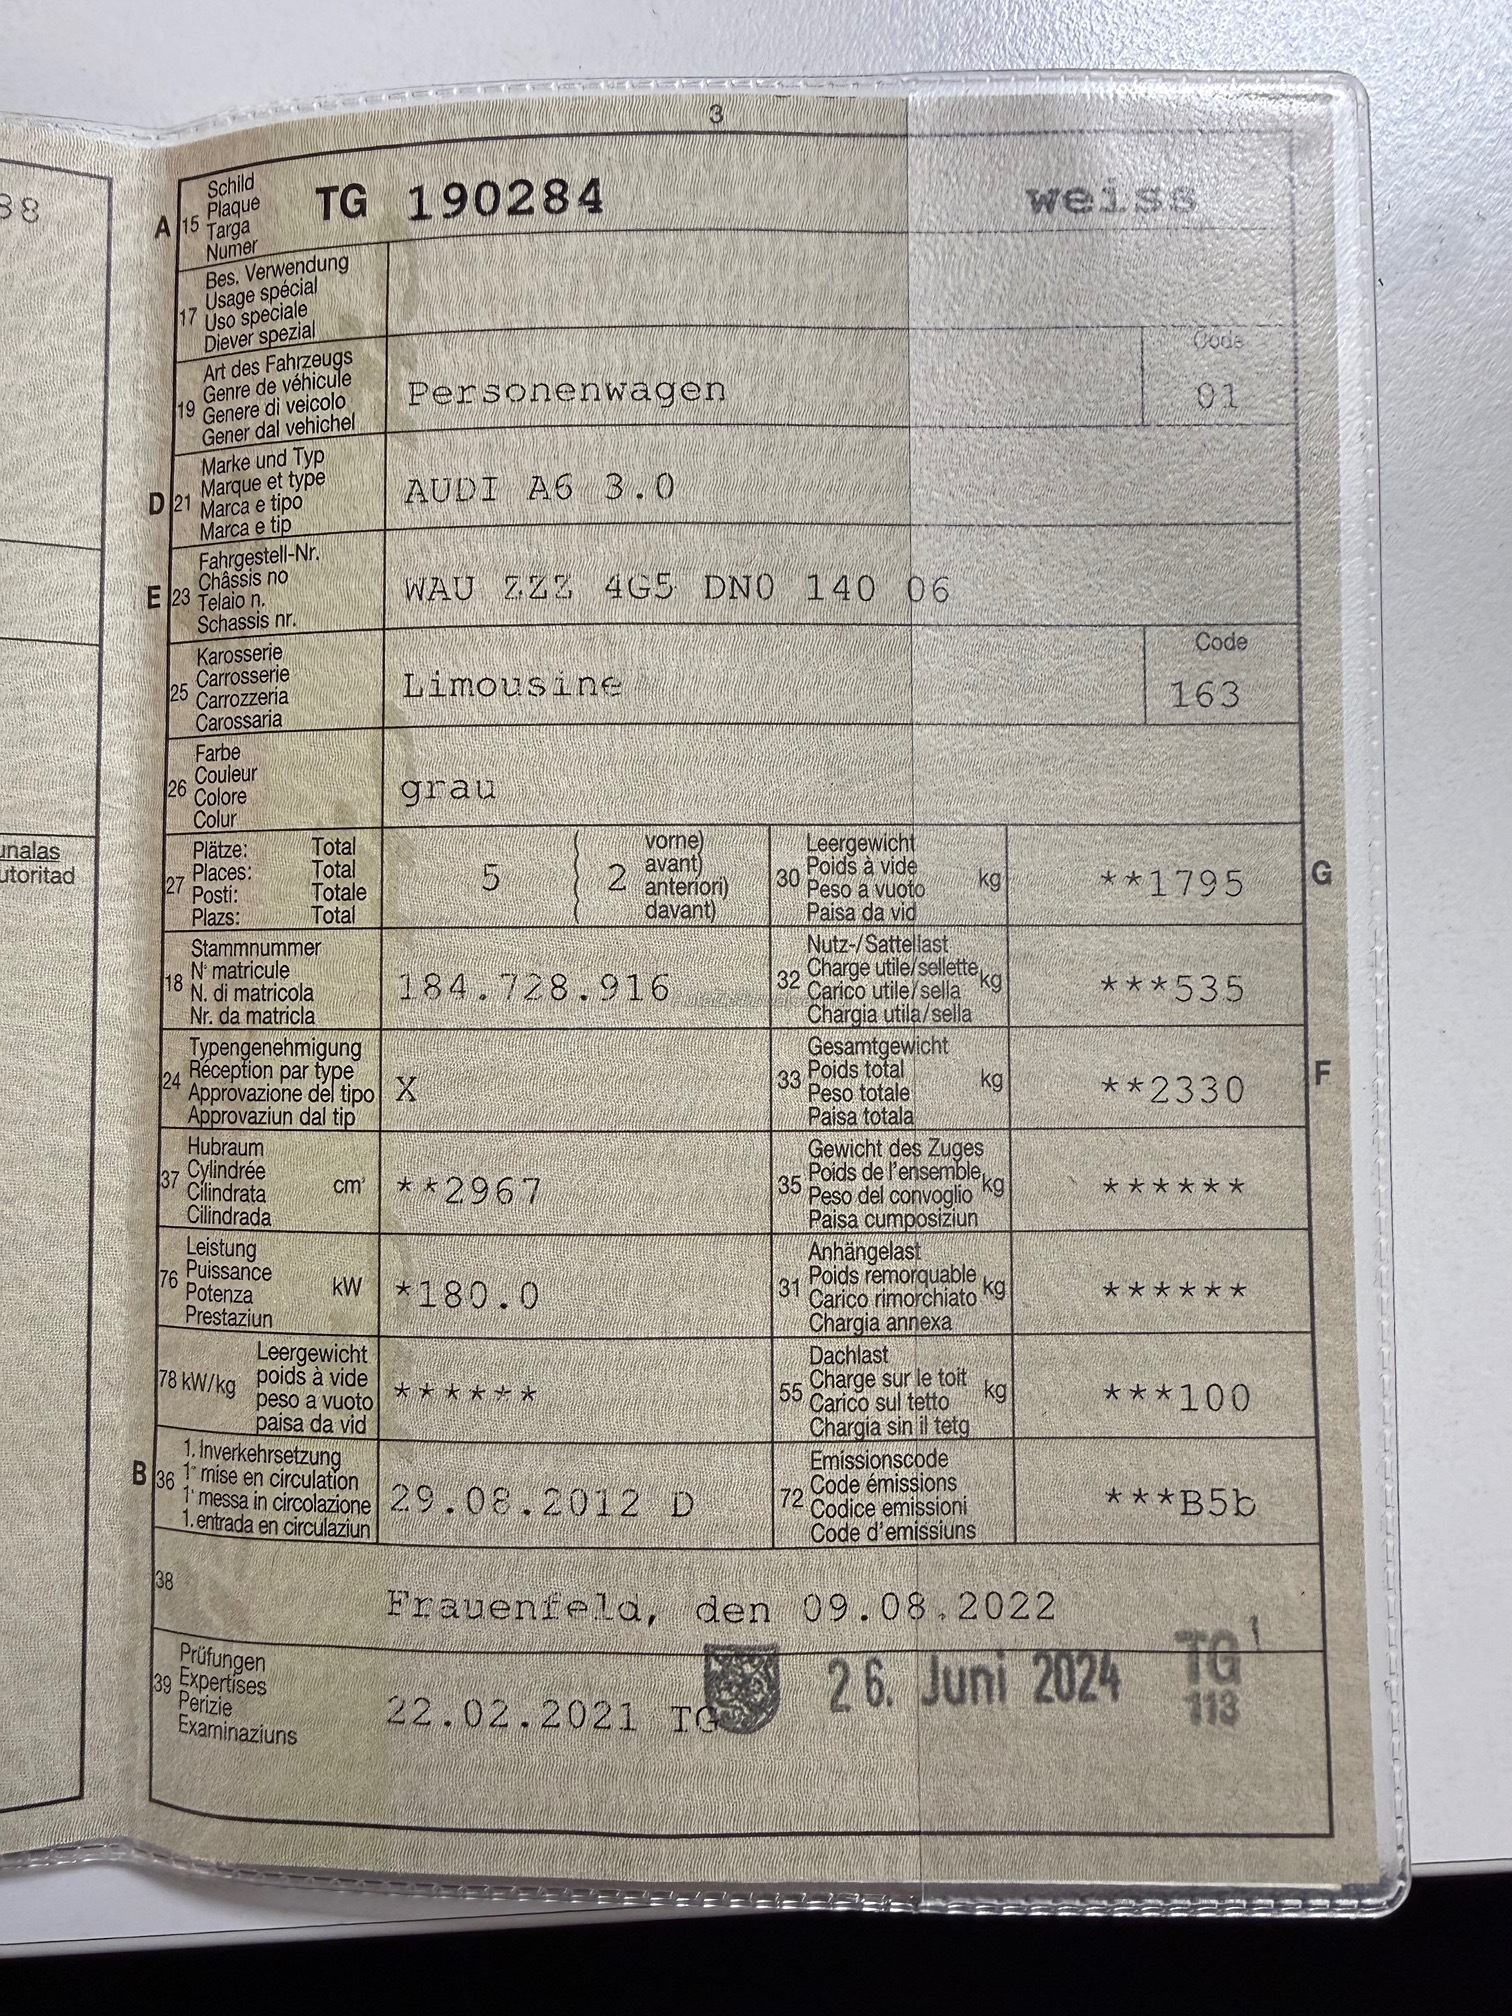 38
unalas
utoritad
3
A 15 Schild
Plaque
Targa
Numer
TG 190284 weiss
17 Bes. Verwendung
Usage spécial
Uso speciale
Diever spezial
19 Art des Fahrzeugs
Genre de véhicule
Genere di veicolo
Gener dal vehichel
Personenwagen
Code
01
D 21 Marke und Typ
Marque et type
Marca e tipo
Marca e tip
AUDI A6 3.0
E 23 Fahrgestell-Nr.
Châssis no
Telaio n.
Schassis nr.
WAU ZZZ 4G5 DN0 140 06
25 Karosserie
Carrosserie
Carrozzeria
Carossaria
Limousine
Code
163
26 Farbe
Couleur
Colore
Colur
grau
27 Plätze: Total
Places: Total
Posti: Totale
Plazs: Total
5 ( 2 vorne)
avant)
anteriori)
davant)
30 Leergewicht
Poids à vide
Peso a vuoto
Paisa da vid
kg **1795 G
18 Stammnummer
N° matricule
N. di matricola
Nr. da matricla
184.728.916
32 Nutz-/Sattellast
Charge utile/sellette
Carico utile/sella
Chargia utila/sella
kg ***535
24 Typengenehmigung
Réception par type
Approvazione del tipo
Approvaziun dal tip
X
33 Gesamtgewicht
Poids total
Peso totale
Paisa totala
kg **2330 F
37 Hubraum
Cylindrée
Cilindrata
Cilindrada
cm³ **2967
35 Gewicht des Zuges
Poids de l'ensemble
Peso del convoglio
Paisa cumposiziun
kg ******
76 Leistung
Puissance
Potenza
Prestaziun
kW *180.0
31 Anhängelast
Poids remorquable
Carico rimorchiato
Chargia annexa
kg ******
78 kW/kg Leergewicht
poids à vide
peso a vuoto
paisa da vid
******
55 Dachlast
Charge sur le toit
Carico sul tetto
Chargia sin il tetg
kg ***100
B 36 1. Inverkehrsetzung
1re mise en circulation
1a messa in circolazione
1. entrada en circulaziun
29.08.2012 D
72 Emissionscode
Code émissions
Codice emissioni
Code d'emissiuns
***B5b
38 Frauenfeld, den 09.08.2022
39 Prüfungen
Expertises
Perizie
Examinaziuns
22.02.2021 TG
26. Juni 2024
TG
113